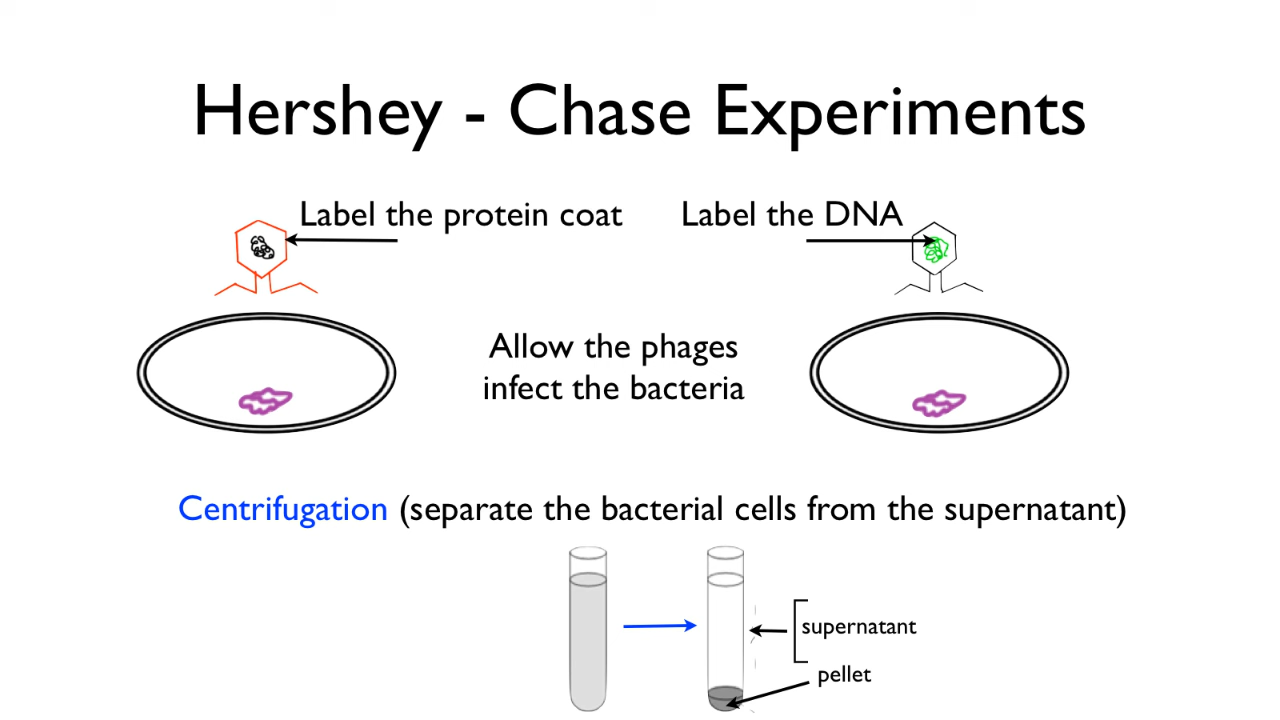 Hershey - Chase Experiments
Label the protein coat
Label the DNA
Allow the phages
infect the bacteria
Centrifugation (separate the bacterial cells from the supernatant)
supernatant
pellet